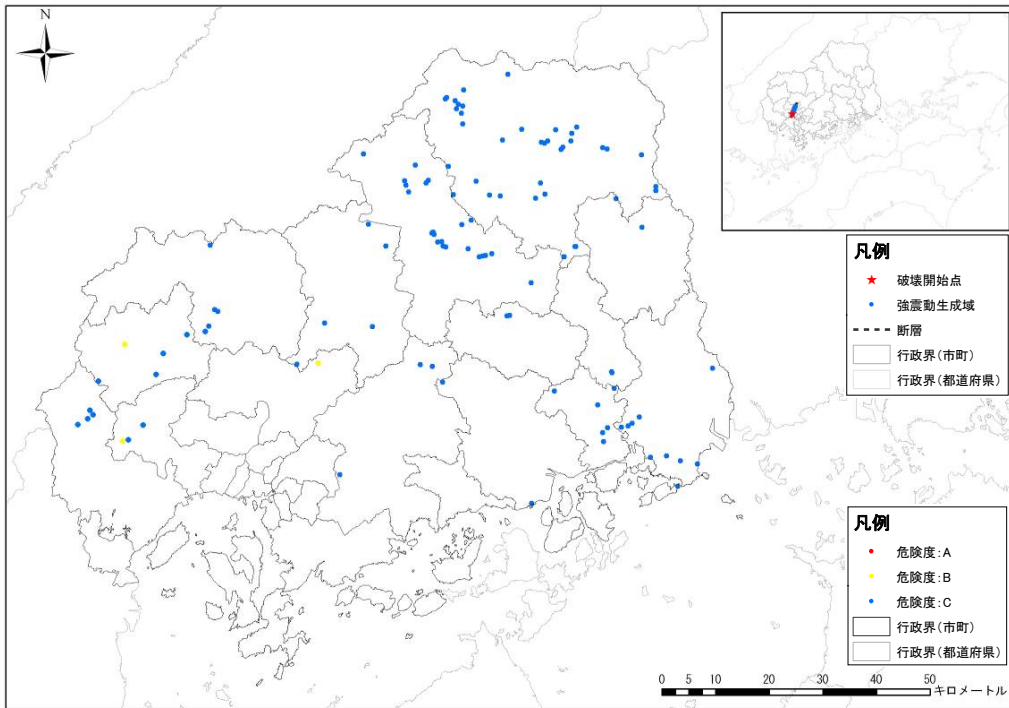 N
凡例
破壊開始点
強震動生成域
断層
行政界(市町)
行政界(都道府県)
凡例
危険度:A
危険度:B
危険度:C
行政界(市町)
行政界(都道府県)
0 5 10 20 30 40 50
キロメートル